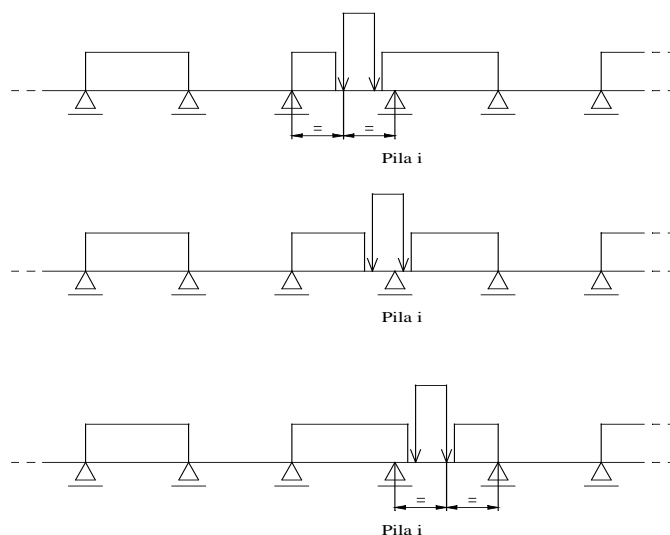 = =
Pila i
Pila i
= =
Pila i